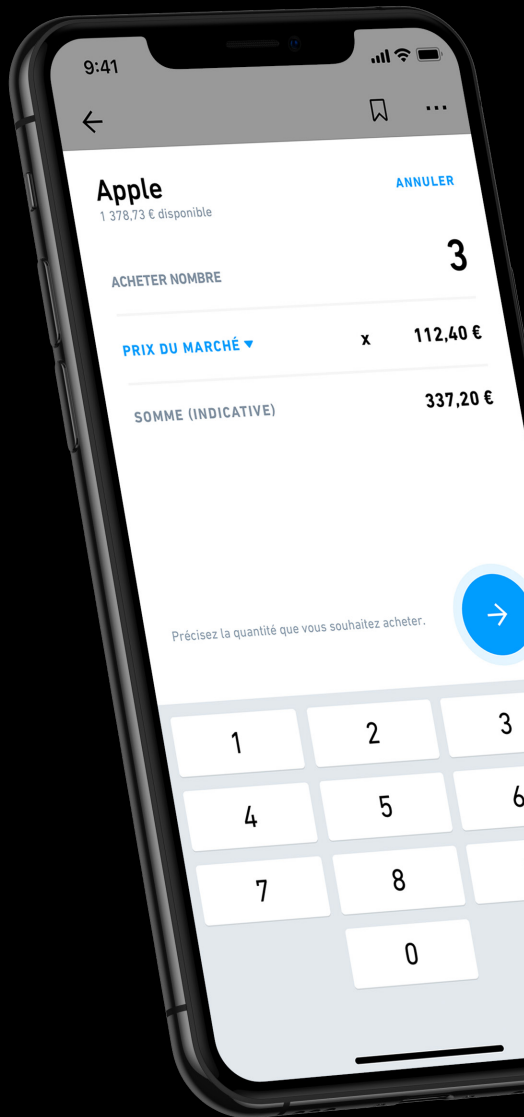 9:41
Apple
ANNULER
1 378,73 € disponible
ACHETER NOMBRE
3
PRIX DU MARCHÉ ▼ x 112,40 €
SOMME (INDICATIVE) 337,20 €
Précisez la quantité que vous souhaitez acheter.
1 2 3
4 5 6
7 8
0